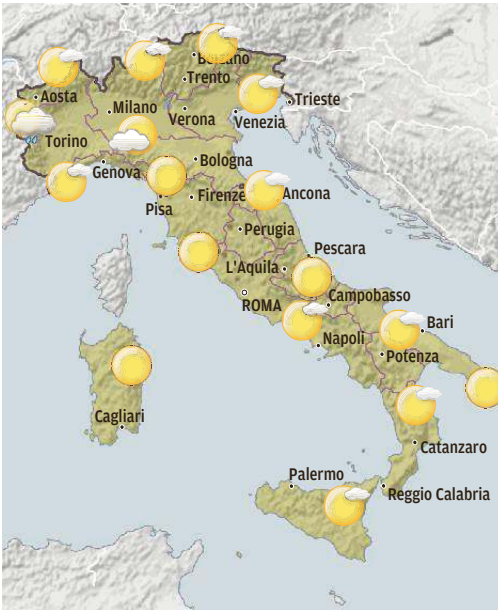 Bolzano
Trento
Aosta
Milano
Trieste
Verona
Venezia
Torino
Bologna
Genova
Firenze
Ancona
Pisa
Perugia
Pescara
L'Aquila
Campobasso
ROMA
Bari
Napoli
Potenza
Cagliari
Catanzaro
Palermo
Reggio Calabria